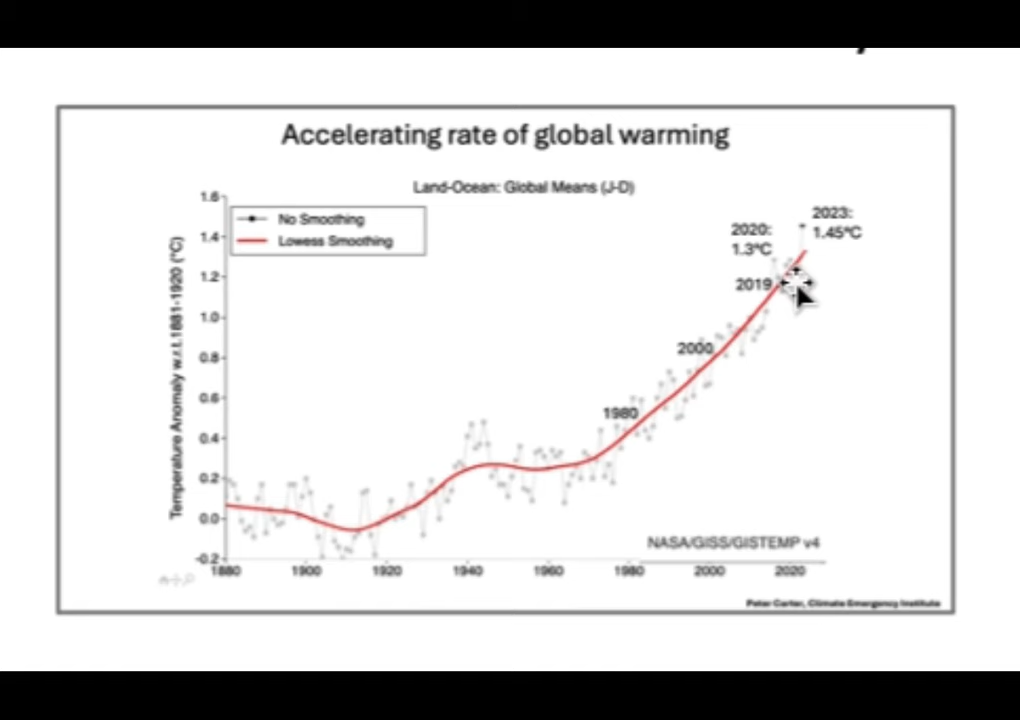 Accelerating rate of global warming
Land-Ocean: Global Means (J-D)
1.6
No Smoothing
Lowess Smoothing
2023:
1.45ºC
2020:
1.3ºC
1.4
1.2
2019
1.0
2000
0.8
0.6
1980
0.4
0.2
0.0
-0.2
Temperature Anomaly w.r.t.1881-1920 (°C)
NASA/GISS/GISTEMP v4
1880 1900 1920 1940 1960 1980 2000 2020
Peter Carter, Climate Emergency Institute